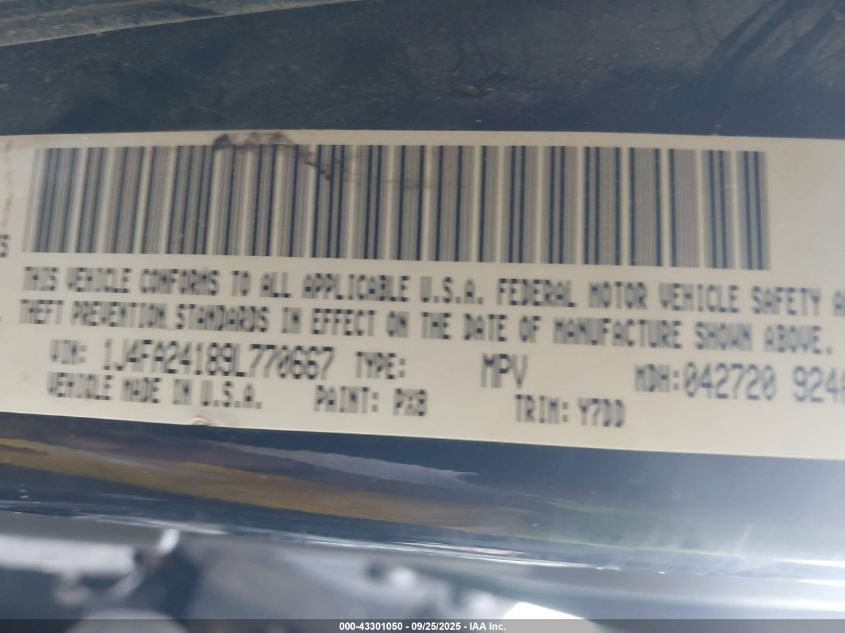 THIS VEHICLE CONFORMS TO ALL APPLICABLE U.S.A. FEDERAL MOTOR VEHICLE SAFETY
THEFT PREVENTION STANDARDS IN EFFECT ON THE DATE OF MANUFACTURE SHOWN ABOVE.
VIN: 1J4FA24189L770667 TYPE: MPV MDH: 042720 924
VEHICLE MADE IN U.S.A. PAINT: PX8 TRIM: Y7DD
000-43301050 - 09/25/2025 - IAA Inc.